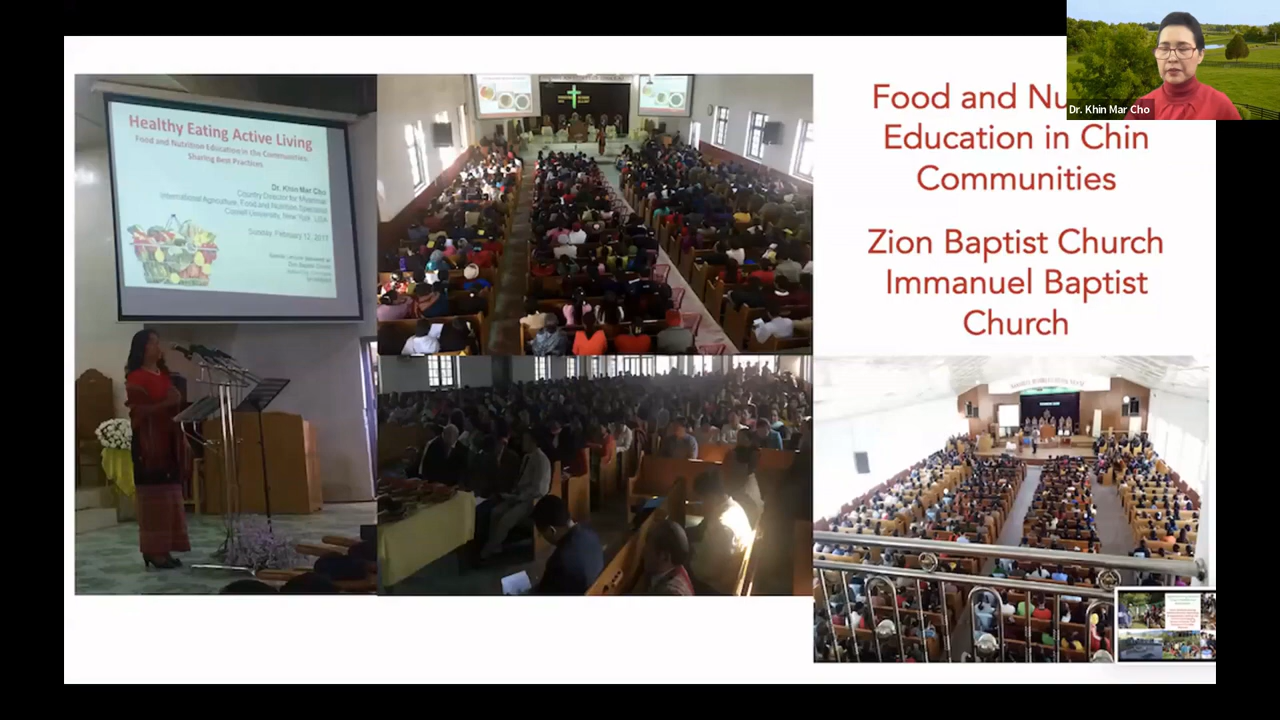 Healthy Eating Active Living
Food and Nutrition Education in the Communities:
Sharing Best Practices
Dr. Khin Mar Cho
Country Director for Myanmar
International Agriculture, Food and Nutrition Specialist
Cornell University, New York, USA
Sunday, February 12, 2017
Food and Nu
Education in Chin
Communities
Zion Baptist Church
Immanuel Baptist
Church
Dr. Khin Mar Cho